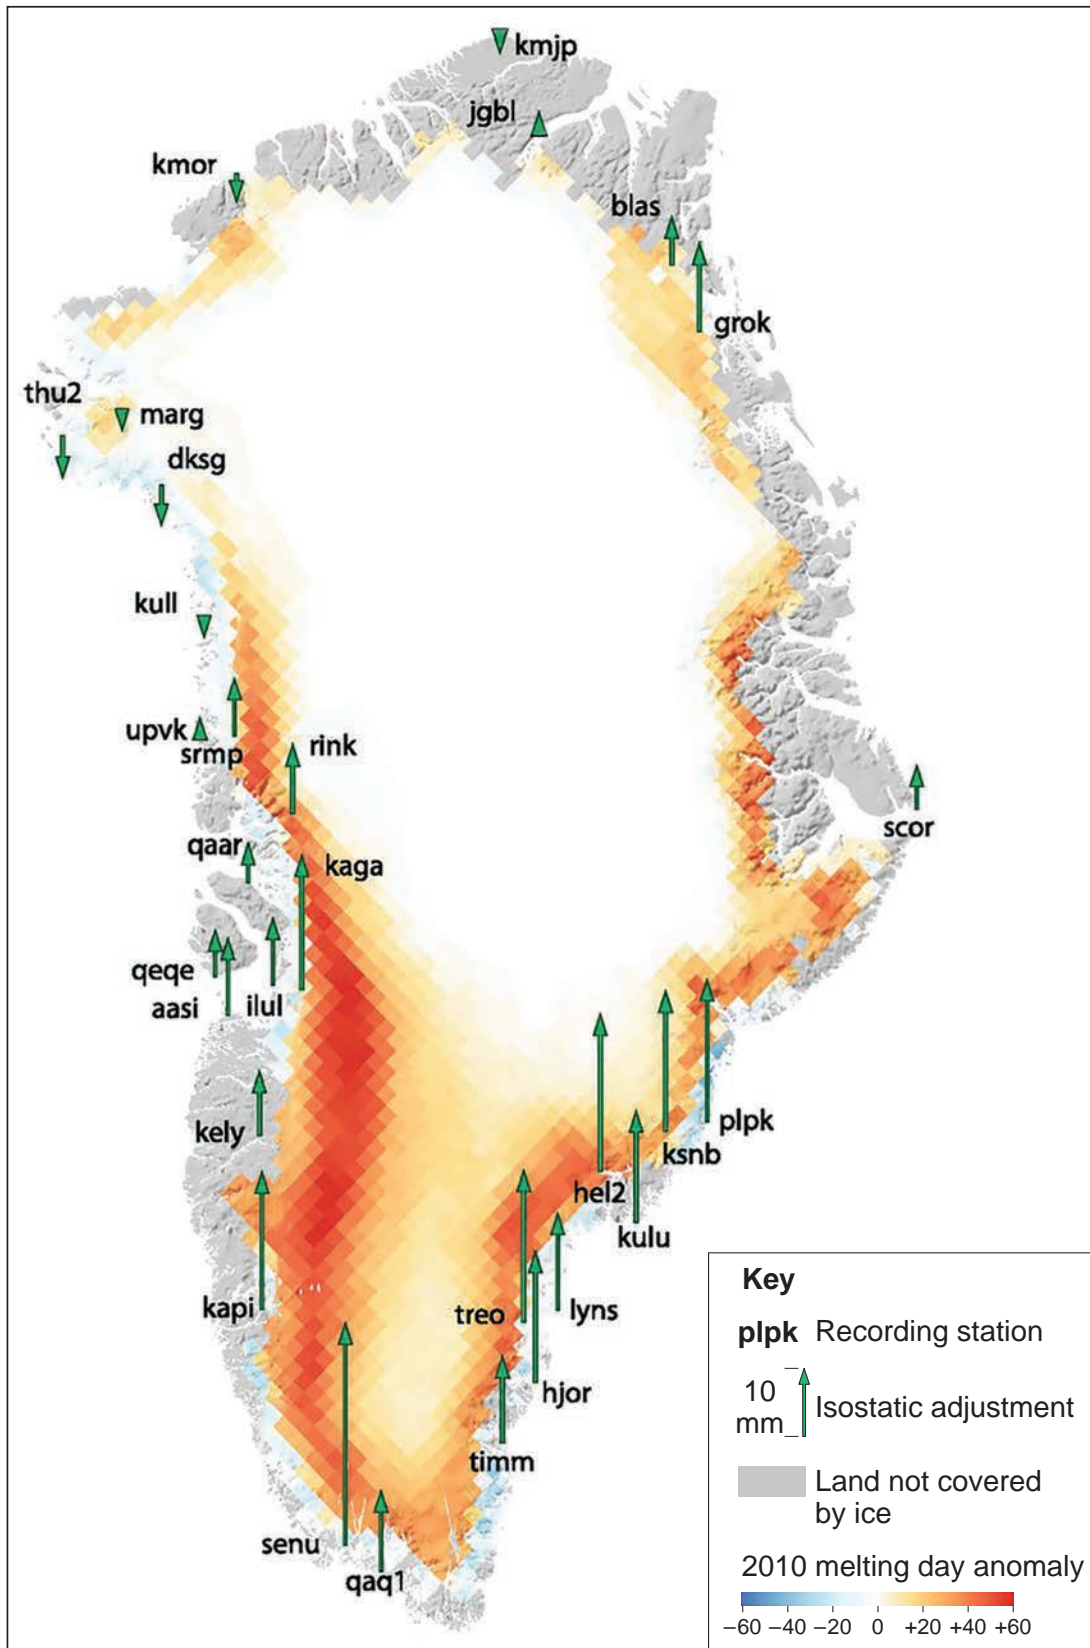 kmjp
jgbl
kmor
blas
grok
thu2
marg
dksg
kull
upvk
srmp
rink
scor
qaar
kaga
qeqe
aasi
ilul
kely
plpk
ksnb
hel2
kulu
kapi
treo
lyns
hjor
timm
senu
qaq1
Key
plpk Recording station
10
mm
Isostatic adjustment
Land not covered
by ice
2010 melting day anomaly
−60 −40 −20 0 +20 +40 +60